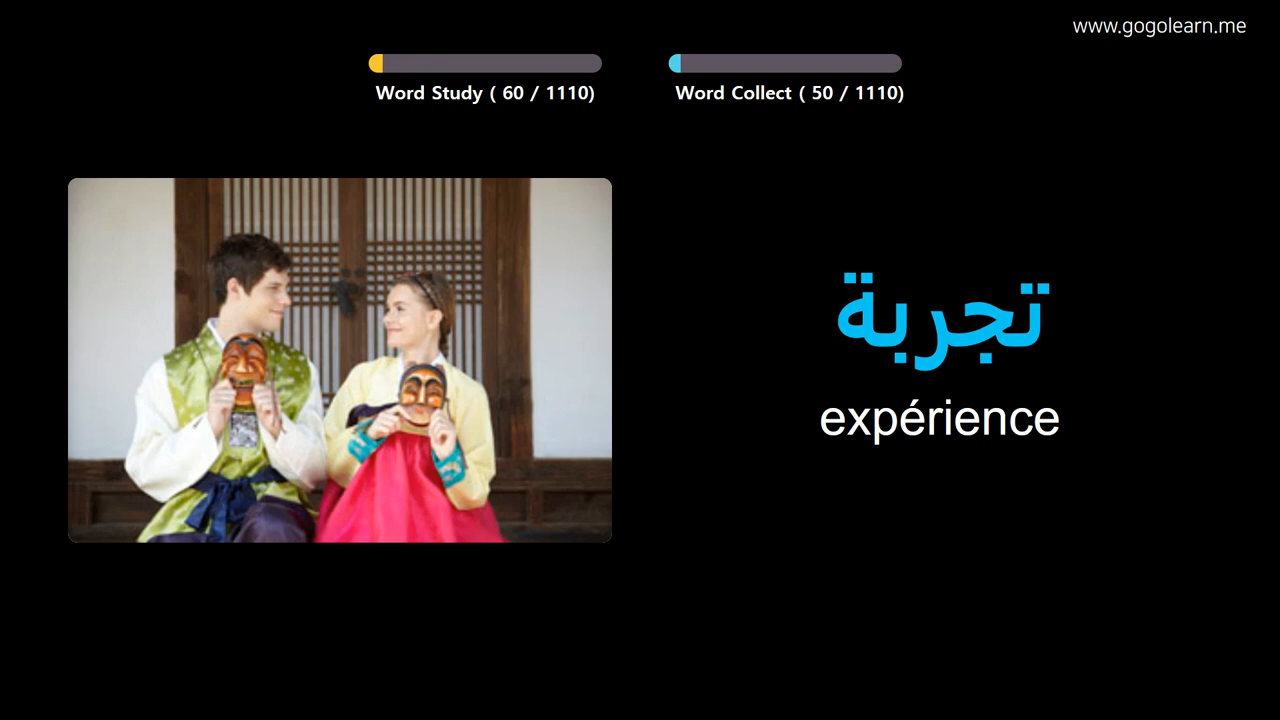 www.gogolearn.me
Word Study ( 60 / 1110)
Word Collect ( 50 / 1110)
تجربة
expérience